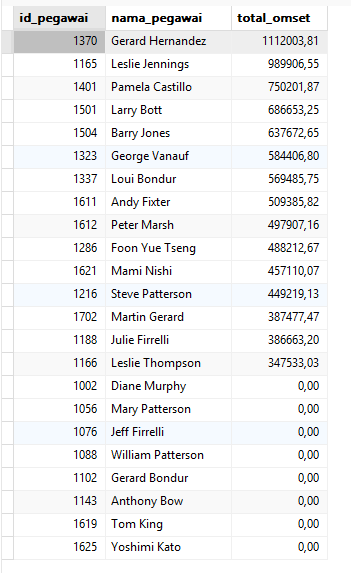 id_pegawai nama_pegawai total_omset
1370 Gerard Hernandez 1112003,81
1165 Leslie Jennings 989906,55
1401 Pamela Castillo 750201,87
1501 Larry Bott 686653,25
1504 Barry Jones 637672,65
1323 George Vanauf 584406,80
1337 Loui Bondur 569485,75
1611 Andy Fixter 509385,82
1612 Peter Marsh 497907,16
1286 Foon Yue Tseng 488212,67
1621 Mami Nishi 457110,07
1216 Steve Patterson 449219,13
1702 Martin Gerard 387477,47
1188 Julie Firrelli 386663,20
1166 Leslie Thompson 347533,03
1002 Diane Murphy 0,00
1056 Mary Patterson 0,00
1076 Jeff Firrelli 0,00
1088 William Patterson 0,00
1102 Gerard Bondur 0,00
1143 Anthony Bow 0,00
1619 Tom King 0,00
1625 Yoshimi Kato 0,00